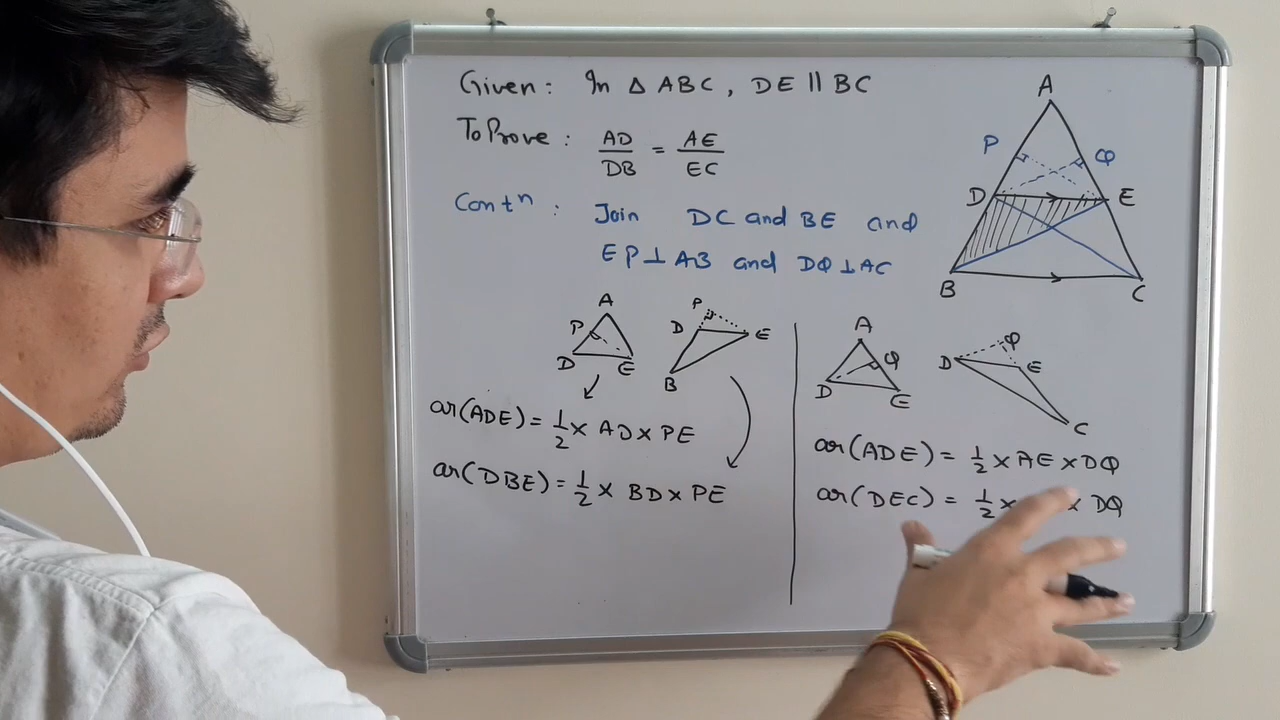 Given: In Δ ABC, DE || BC
To Prove: AD/DB = AE/EC
Contⁿ: Join DC and BE and
EP⊥AB and DQ⊥AC
A
P
Q
D
E
B
C
A
P
D
E
P
D
E
B
A
Q
D
E
Q
D
E
C
ar(ADE) = 1/2 × AD × PE
ar(DBE) = 1/2 × BD × PE
ar(ADE) = 1/2 × AE × DQ
ar(DEC) = 1/2 × × DQ